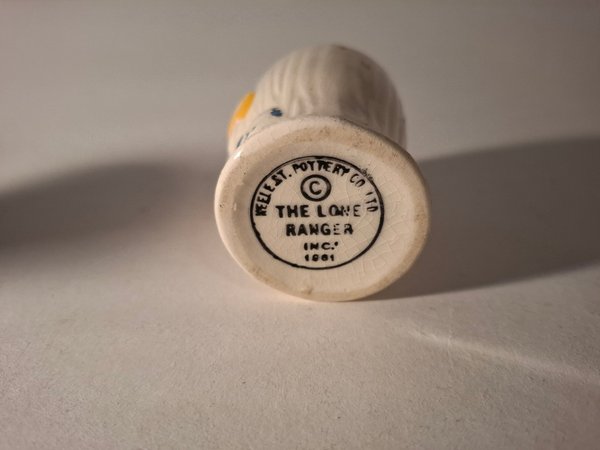 KEELE ST. POTTERY CO LTD
©
THE LONE
RANGER
INC.
1961